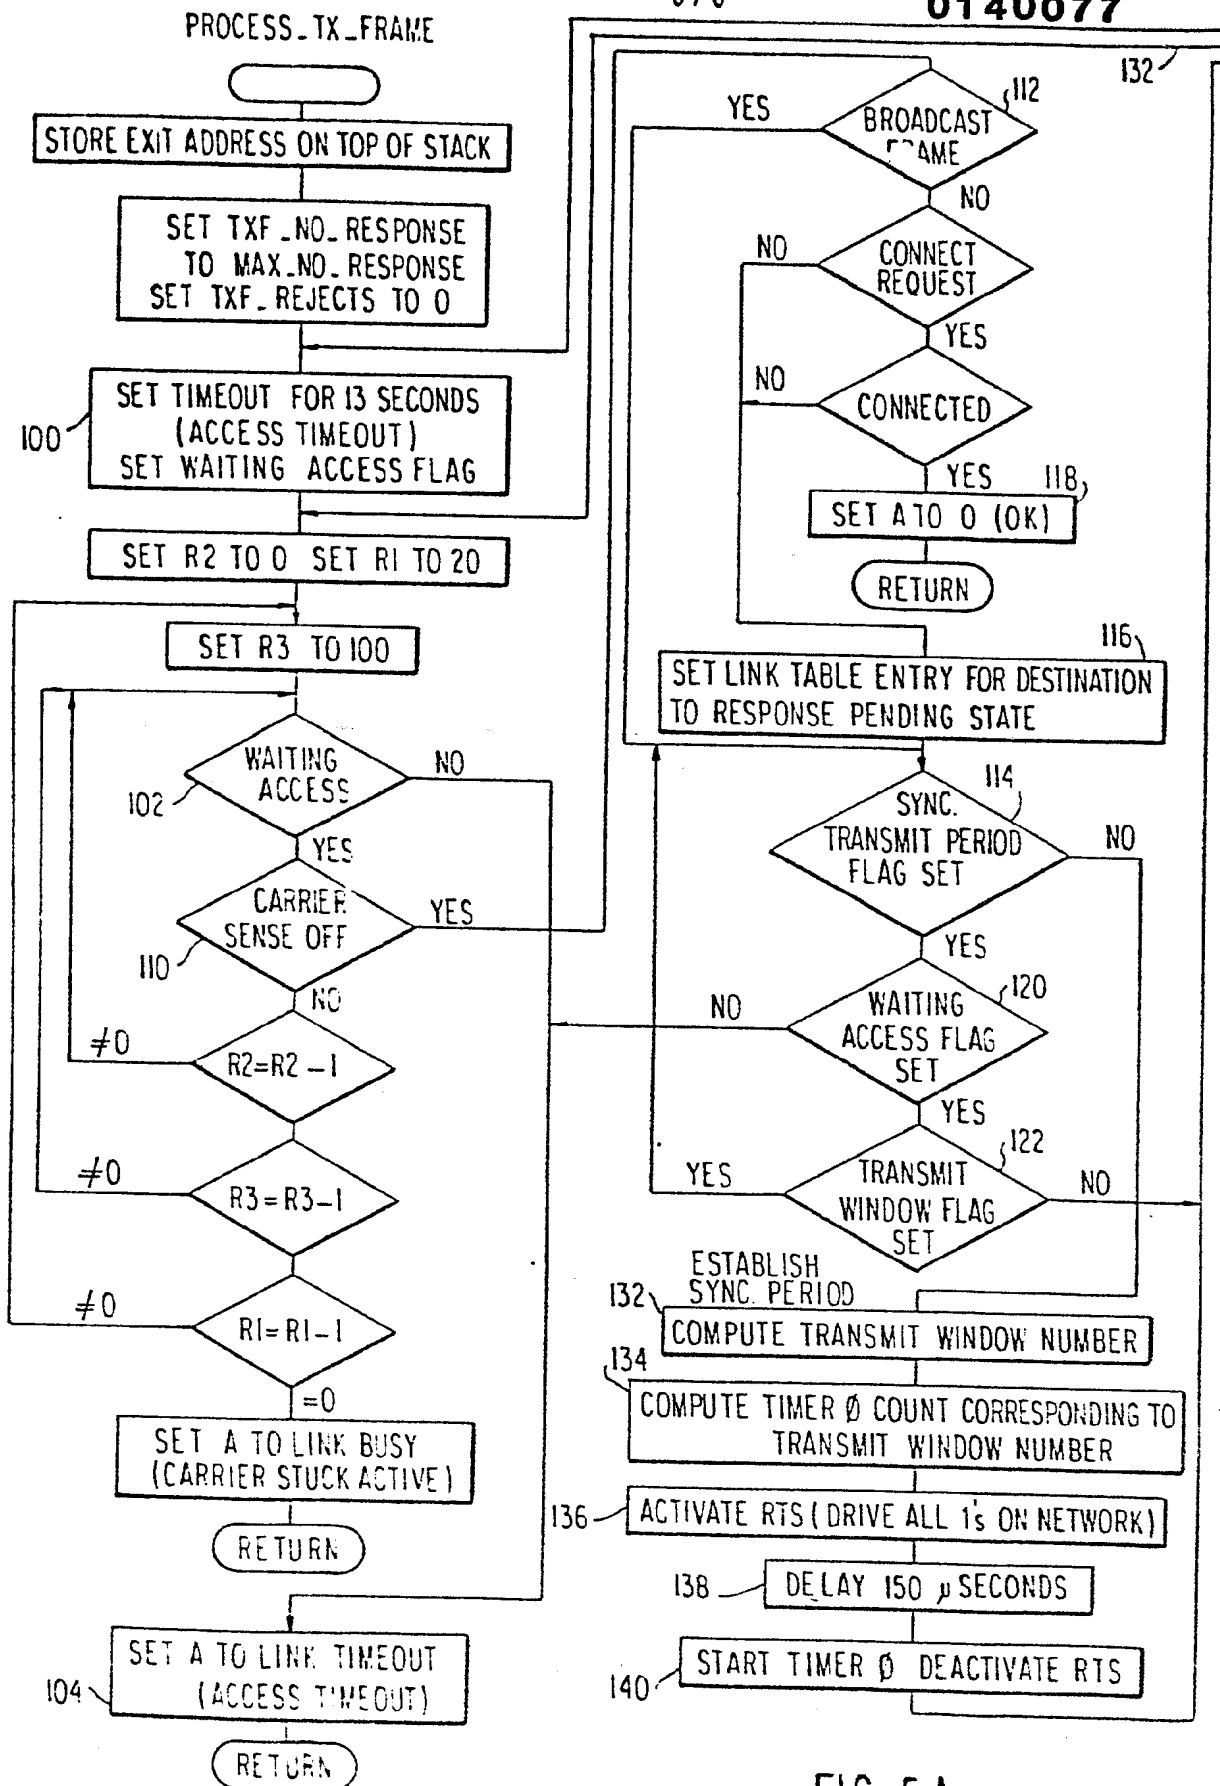 0140077
PROCESS_TX_FRAME
132
STORE EXIT ADDRESS ON TOP OF STACK
SET TXF_NO_RESPONSE
TO MAX_NO_RESPONSE
SET TXF_REJECTS TO 0
100
SET TIMEOUT FOR 13 SECONDS
(ACCESS TIMEOUT)
SET WAITING ACCESS FLAG
SET R2 TO 0 SET R1 TO 20
SET R3 TO 100
WAITING
ACCESS
102
NO
YES
CARRIER
SENSE OFF
110
YES
NO
R2=R2-1
≠0
R3=R3-1
≠0
R1=R1-1
≠0
=0
SET A TO LINK BUSY
(CARRIER STUCK ACTIVE)
RETURN
SET A TO LINK TIMEOUT
(ACCESS TIMEOUT)
104
RETURN
BROADCAST
112
YES
NO
CONNECT
REQUEST
NO
YES
CONNECTED
NO
YES
118
SET A TO 0 (OK)
RETURN
116
SET LINK TABLE ENTRY FOR DESTINATION
TO RESPONSE PENDING STATE
114
SYNC.
TRANSMIT PERIOD
FLAG SET
NO
YES
120
WAITING
ACCESS FLAG
SET
NO
YES
122
TRANSMIT
WINDOW FLAG
SET
YES
NO
ESTABLISH
SYNC. PERIOD
132
COMPUTE TRANSMIT WINDOW NUMBER
134
COMPUTE TIMER Ø COUNT CORRESPONDING TO
TRANSMIT WINDOW NUMBER
136
ACTIVATE RTS (DRIVE ALL 1's ON NETWORK)
138
DELAY 150 µ SECONDS
140
START TIMER Ø DEACTIVATE RTS